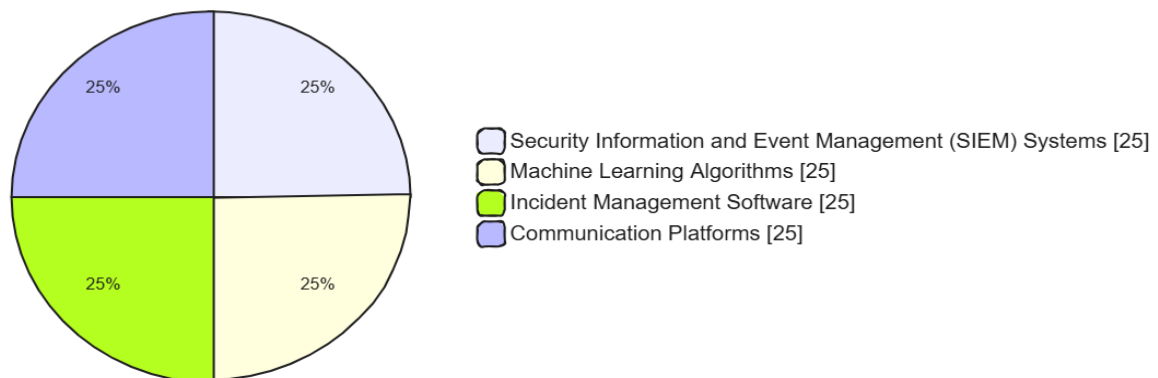 25%
25%
25%
25%
Security Information and Event Management (SIEM) Systems [25]
Machine Learning Algorithms [25]
Incident Management Software [25]
Communication Platforms [25]